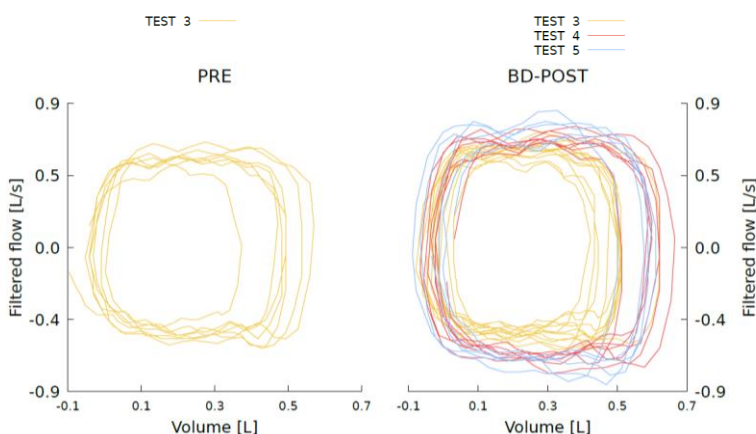 TEST 3
TEST 3
TEST 4
TEST 5
PRE
BD-POST
0.9
0.5
0.0
-0.4
-0.9
Filtered flow [L/s]
-0.1
0.1
0.3
0.5
0.7
Volume [L]
0.9
0.5
0.0
-0.4
-0.9
Filtered flow [L/s]
-0.1
0.1
0.3
0.5
0.7
Volume [L]